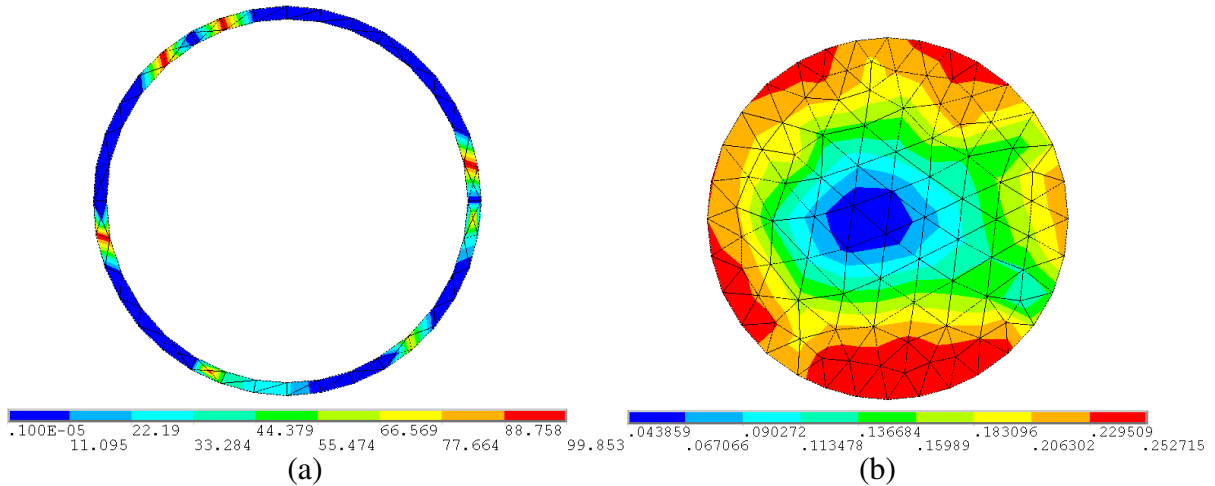 .100E-05 22.19 44.379 66.569 88.758
11.095 33.284 55.474 77.664 99.853
(a)
.043859 .090272 .136684 .183096 .229509
.067066 .113478 .15989 .206302 .252715
(b)